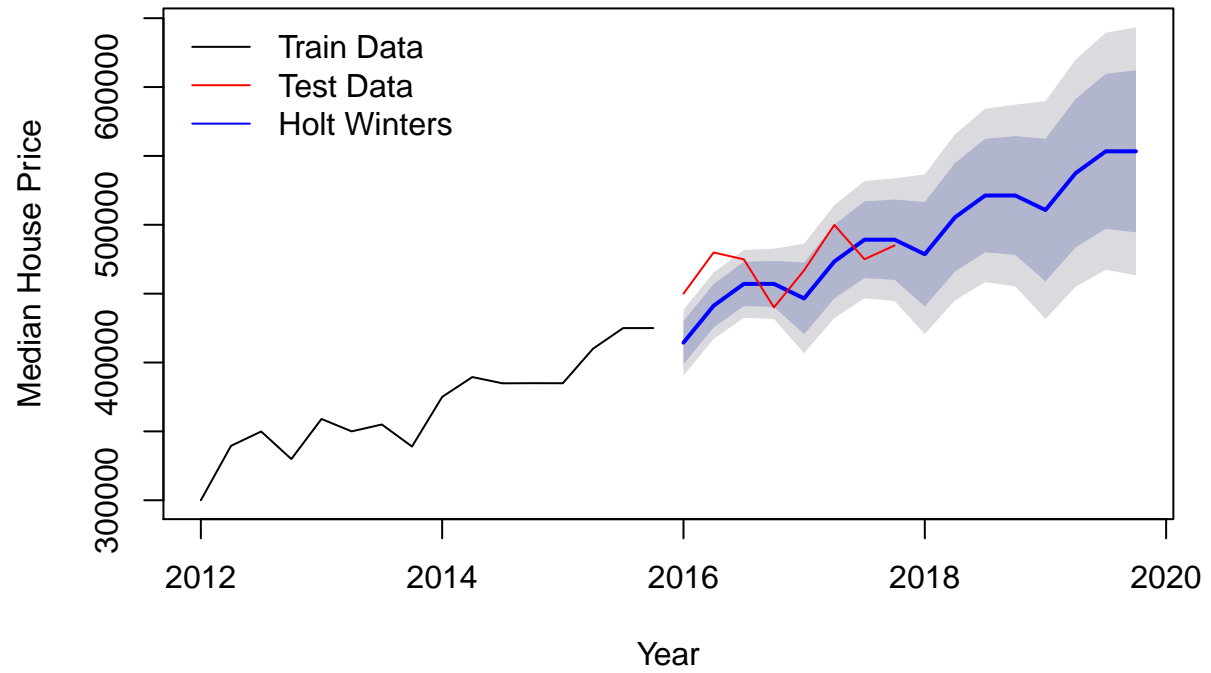 Train Data
Test Data
Holt Winters
Median House Price
600000
500000
400000
300000
2012 2014 2016 2018 2020
Year